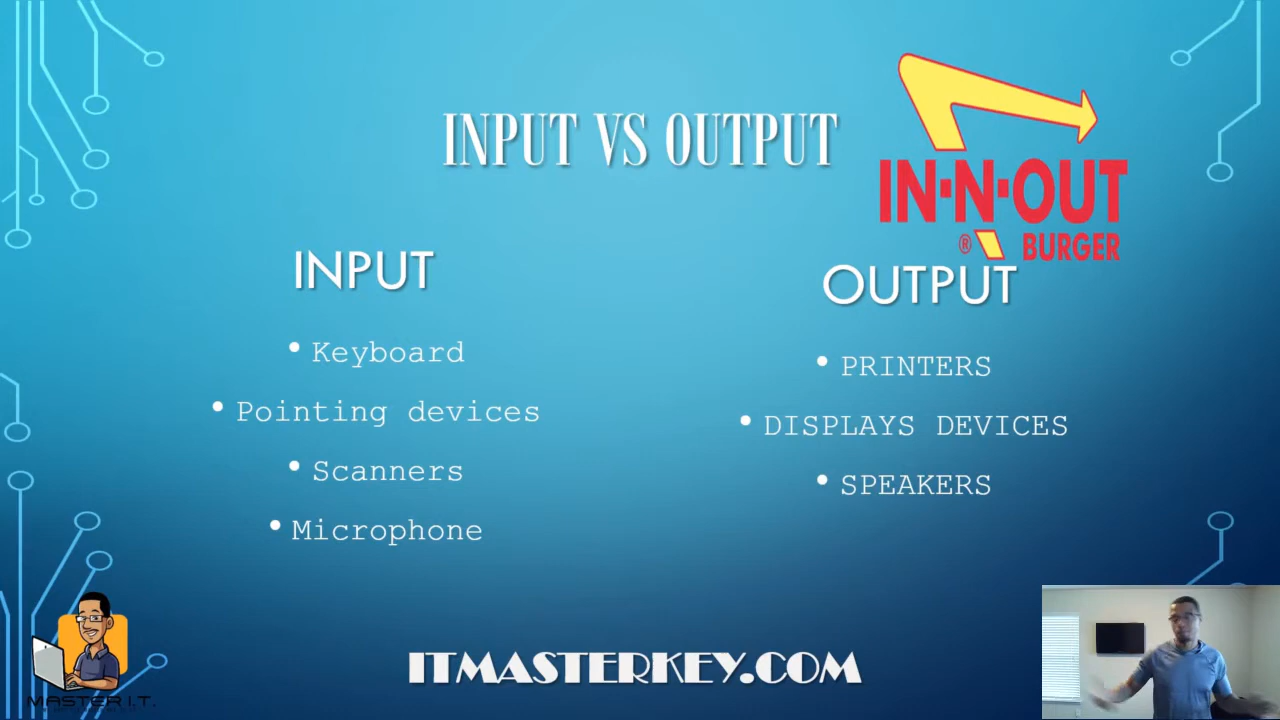 INPUT VS OUTPUT
IN-N-OUT
® BURGER
INPUT
• Keyboard
• Pointing devices
• Scanners
• Microphone
OUTPUT
• PRINTERS
• DISPLAYS DEVICES
• SPEAKERS
ITMASTERKEY.COM
MASTER I.T.